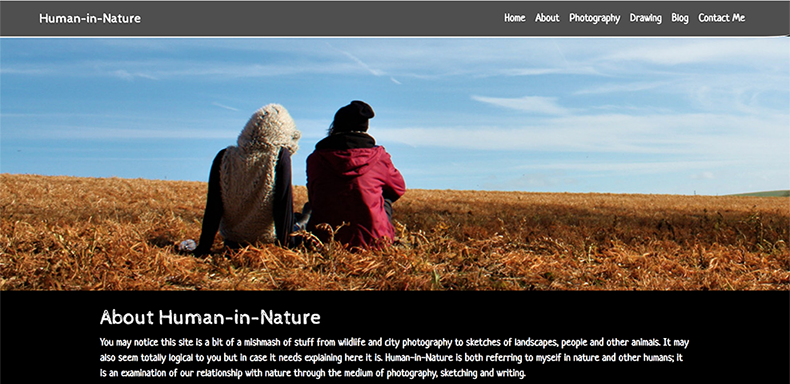 Human-in-Nature
Home About Photography Drawing Blog Contact Me
About Human-in-Nature
You may notice this site is a bit of a mishmash of stuff from wildlife and city photography to sketches of landscapes, people and other animals. It may
also seem totally logical to you but in case it needs explaining here it is. Human-in-Nature is both referring to myself in nature and other humans; it
is an examination of our relationship with nature through the medium of photography, sketching and writing.